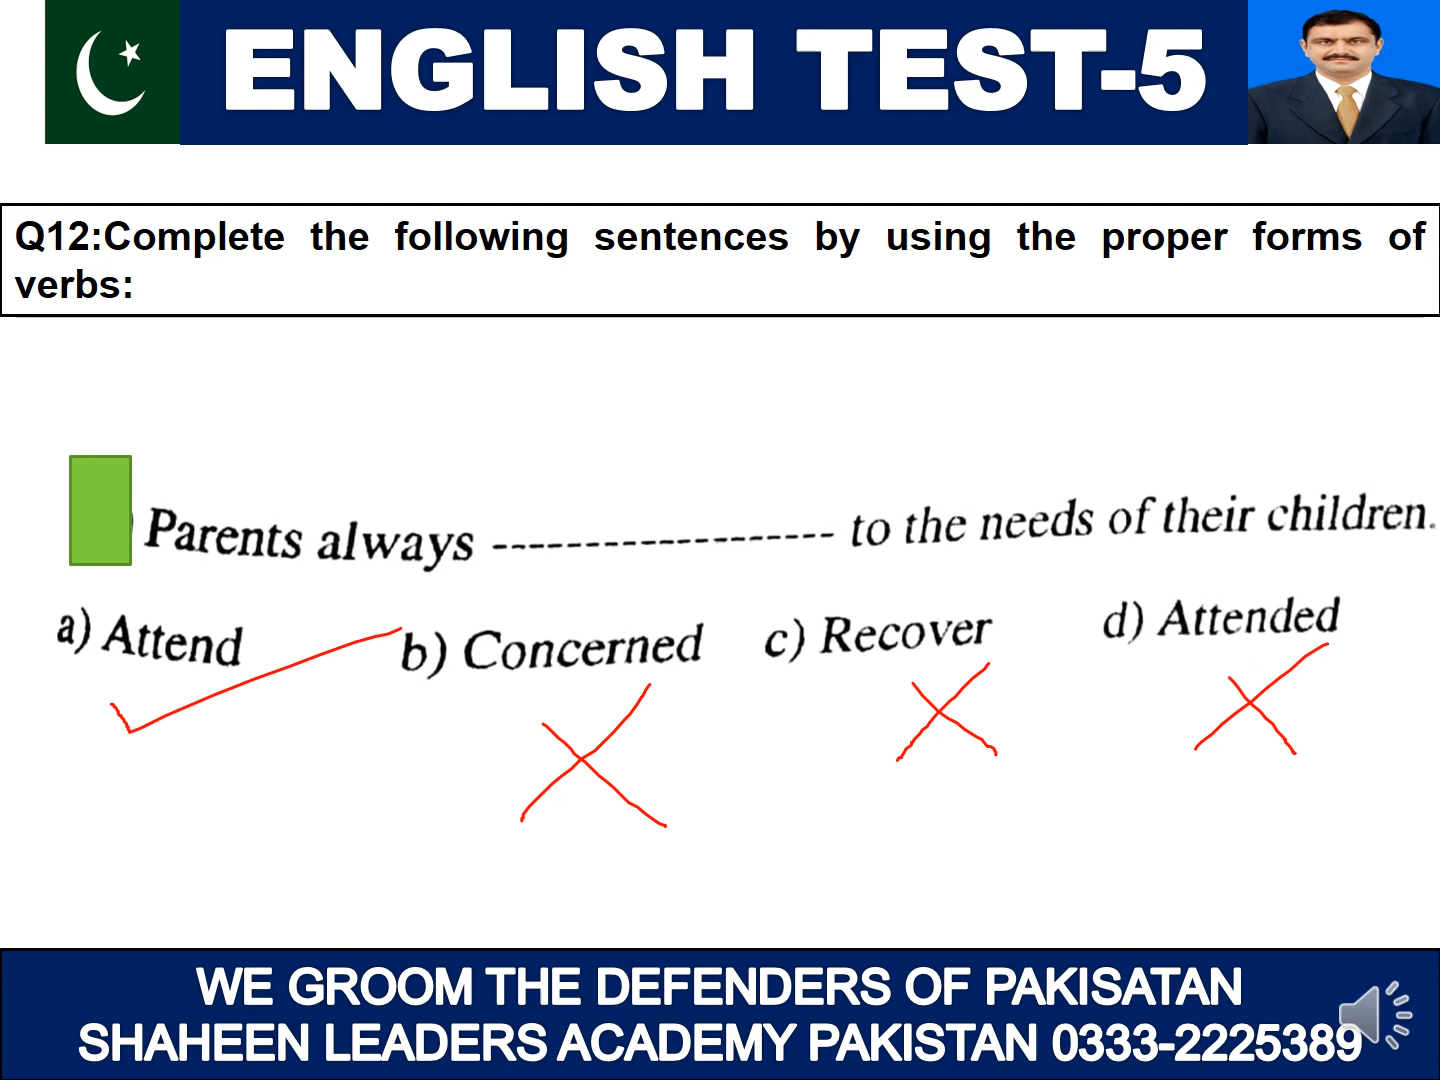 ENGLISH TEST-5
Q12:Complete the following sentences by using the proper forms of
verbs:
Parents always ------------------- to the needs of their children.
a) Attend b) Concerned c) Recover d) Attended
WE GROOM THE DEFENDERS OF PAKISATAN
SHAHEEN LEADERS ACADEMY PAKISTAN 0333-2225389